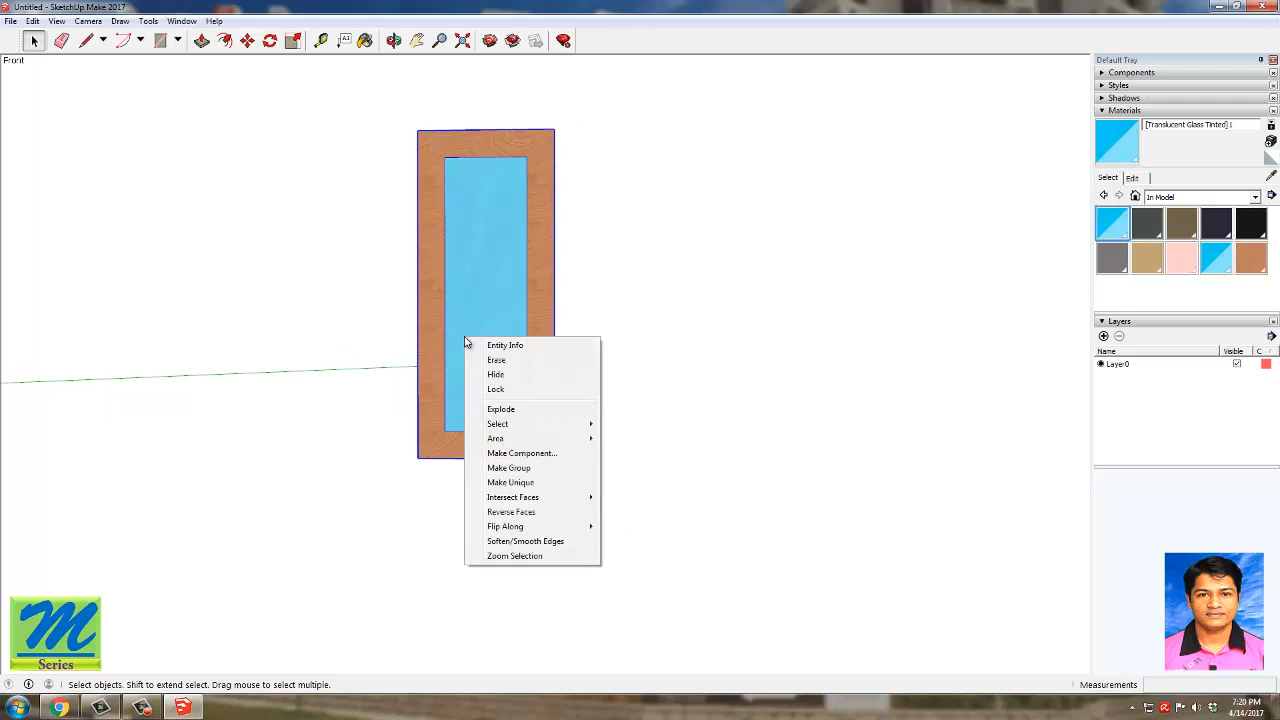 Untitled - SketchUp Make 2017
File Edit View Camera Draw Tools Window Help
Front
Default Tray
Components
Styles
Shadows
Materials
[Translucent Glass Tinted]1
Select Edit
In Model
Layers
Name Visible C
Layer0
Entity Info
Erase
Hide
Lock
Explode
Select
Area
Make Component...
Make Group
Make Unique
Intersect Faces
Reverse Faces
Flip Along
Soften/Smooth Edges
Zoom Selection
M
Series
Select objects. Shift to extend select. Drag mouse to select multiple.
Measurements
7:20 PM
4/14/2017